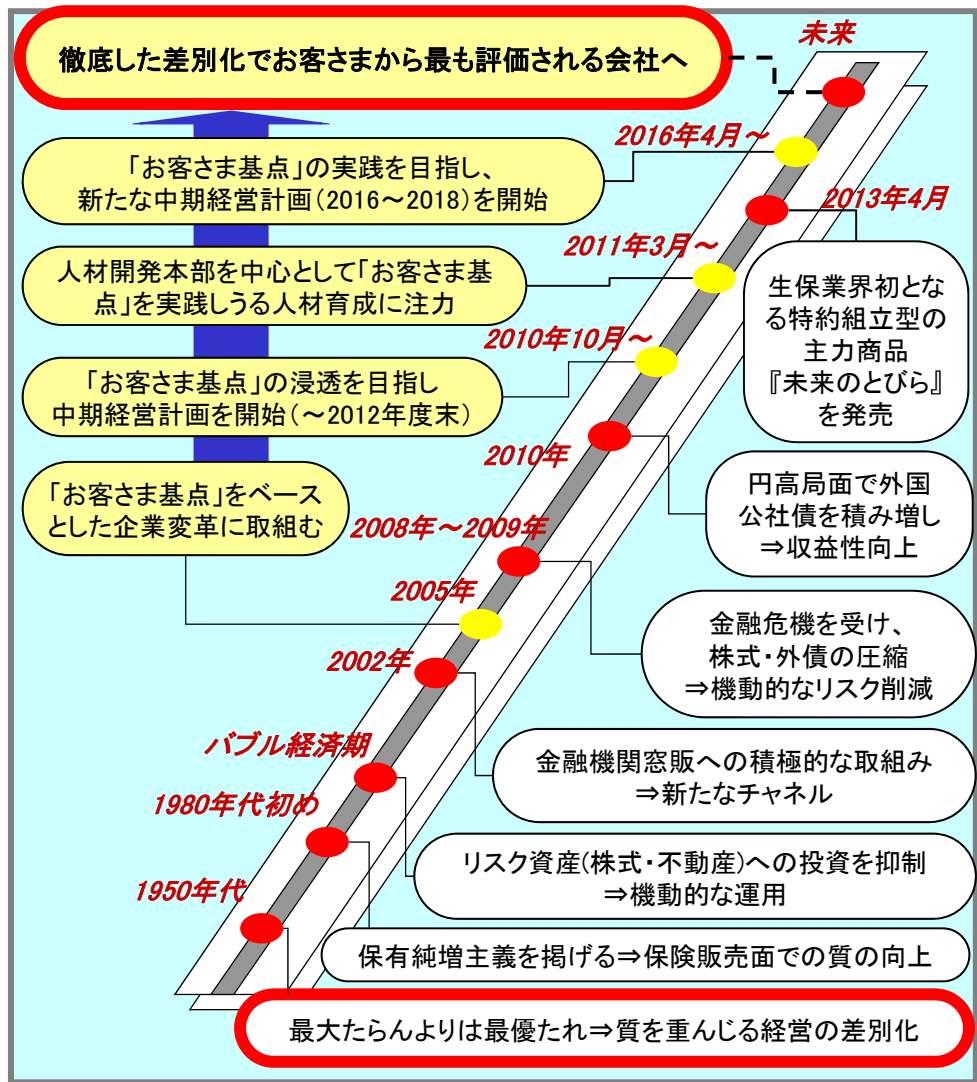 未来
徹底した差別化でお客さまから最も評価される会社へ
2016年4月～
「お客さま基点」の実践を目指し、
新たな中期経営計画(2016～2018)を開始
2013年4月
生保業界初とな
る特約組立型の
主力商品
『未来のとびら』
を発売
2011年3月～
人材開発本部を中心として「お客さま基
点」を実践しうる人材育成に注力
2010年10月～
「お客さま基点」の浸透を目指し
中期経営計画を開始(～2012年度末)
2010年
円高局面で外国
公社債を積み増し
⇒収益性向上
「お客さま基点」をベース
とした企業変革に取組む
2008年～2009年
金融危機を受け、
株式・外債の圧縮
⇒機動的なリスク削減
2005年
2002年
金融機関窓販への積極的な取組み
⇒新たなチャネル
バブル経済期
リスク資産(株式・不動産)への投資を抑制
⇒機動的な運用
1980年代初め
保有純増主義を掲げる⇒保険販売面での質の向上
1950年代
最大たらんよりは最優たれ⇒質を重んじる経営の差別化